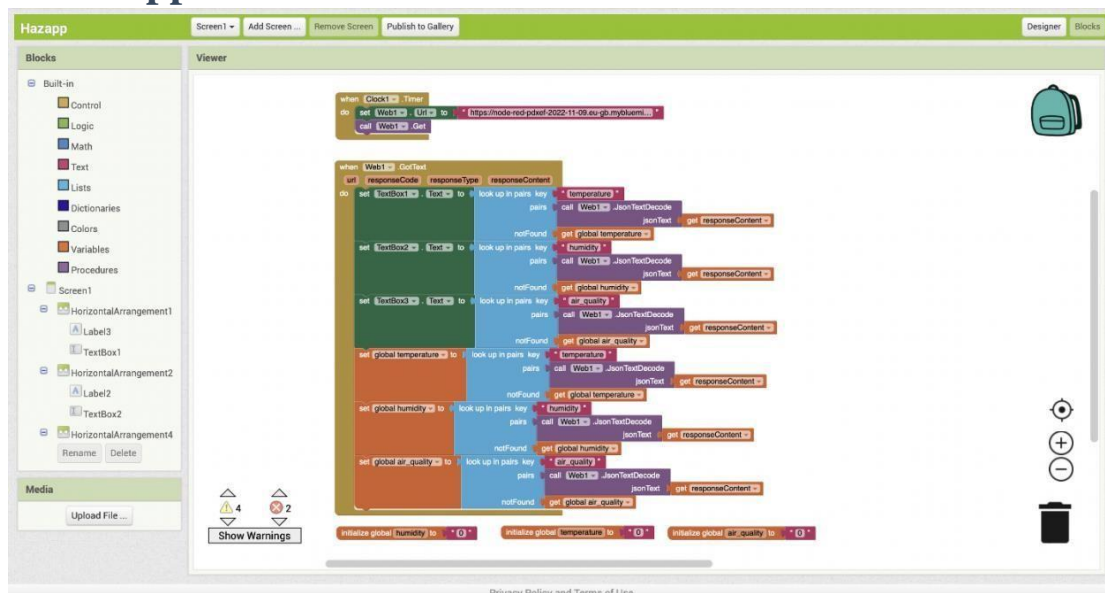 Hazapp
Screen1
Add Screen ...
Remove Screen
Publish to Gallery
Designer
Blocks
Blocks
Viewer
Built-in
Control
Logic
Math
Text
Lists
Dictionaries
Colors
Variables
Procedures
Screen1
HorizontalArrangement1
Label3
TextBox1
HorizontalArrangement2
Label2
TextBox2
HorizontalArrangement4
Rename Delete
Media
Upload File ...
when Clock1 .Timer
do set Web1 . Url to " https://node-red-pdxef-2022-11-09.eu-gb.mybluemi... "
call Web1 .Get
when Web1 .GotText
url responseCode responseType responseContent
do set TextBox1 . Text to look up in pairs key " temperature "
pairs call Web1 .JsonTextDecode
jsonText get responseContent
notFound get global temperature
set TextBox2 . Text to look up in pairs key " humidity "
pairs call Web1 .JsonTextDecode
jsonText get responseContent
notFound get global humidity
set TextBox3 . Text to look up in pairs key " air_quality "
pairs call Web1 .JsonTextDecode
jsonText get responseContent
notFound get global air_quality
set global temperature to look up in pairs key " temperature "
pairs call Web1 .JsonTextDecode
jsonText get responseContent
notFound get global temperature
set global humidity to look up in pairs key " humidity "
pairs call Web1 .JsonTextDecode
jsonText get responseContent
notFound get global humidity
set global air_quality to look up in pairs key " air_quality "
pairs call Web1 .JsonTextDecode
jsonText get responseContent
notFound get global air_quality
initialize global humidity to " 0 "
initialize global temperature to " 0 "
initialize global air_quality to " 0 "
4 2
Show Warnings
Privacy Policy and Terms of Use